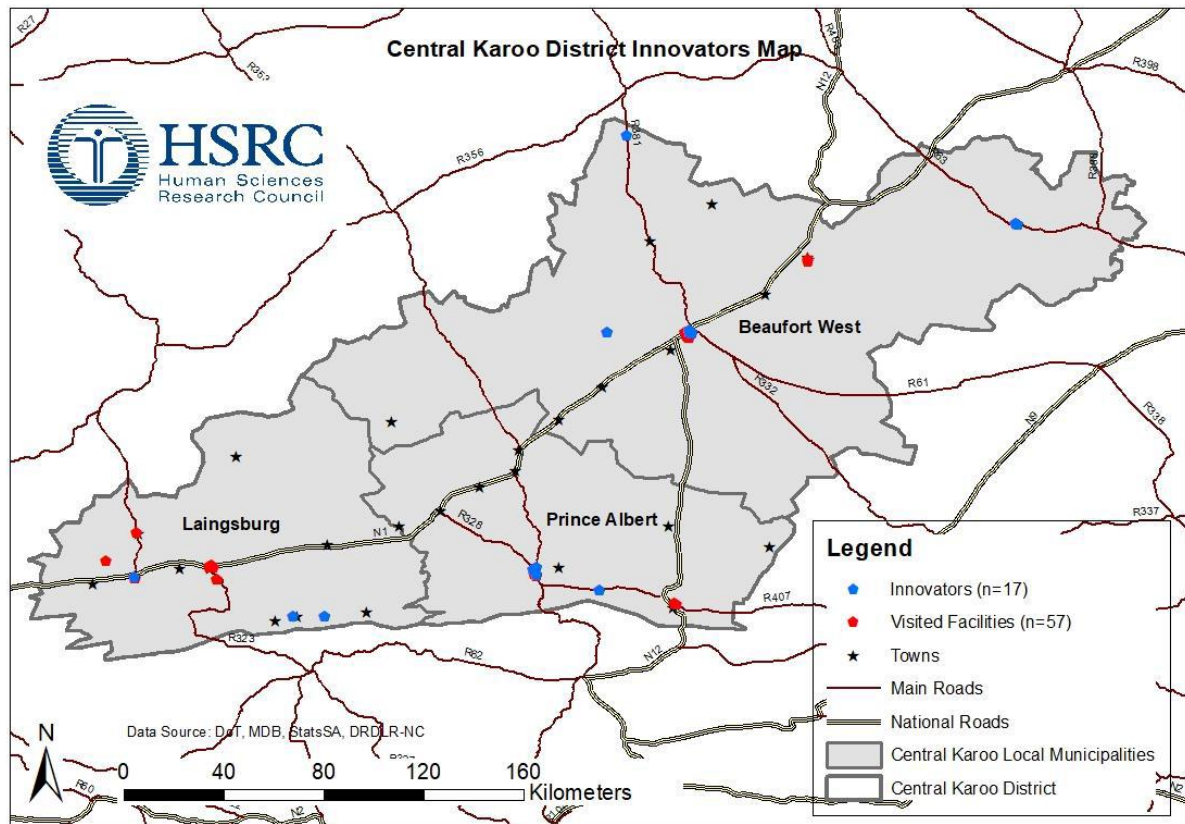 Central Karoo District Innovators Map
HSRC
Human Sciences
Research Council
R27
R353
R356
R381
N12
R398
R63
Beaufort West
R332
R61
N9
R338
R337
Laingsburg
N1
R328
Prince Albert
R407
R323
R62
N12
Data Source: DoT, MDB, StatsSA, DRDLR-NC
N
0 40 80 120 160
Kilometers
R60
N2
N2
Legend
Innovators (n=17)
Visited Facilities (n=57)
Towns
Main Roads
National Roads
Central Karoo Local Municipalities
Central Karoo District